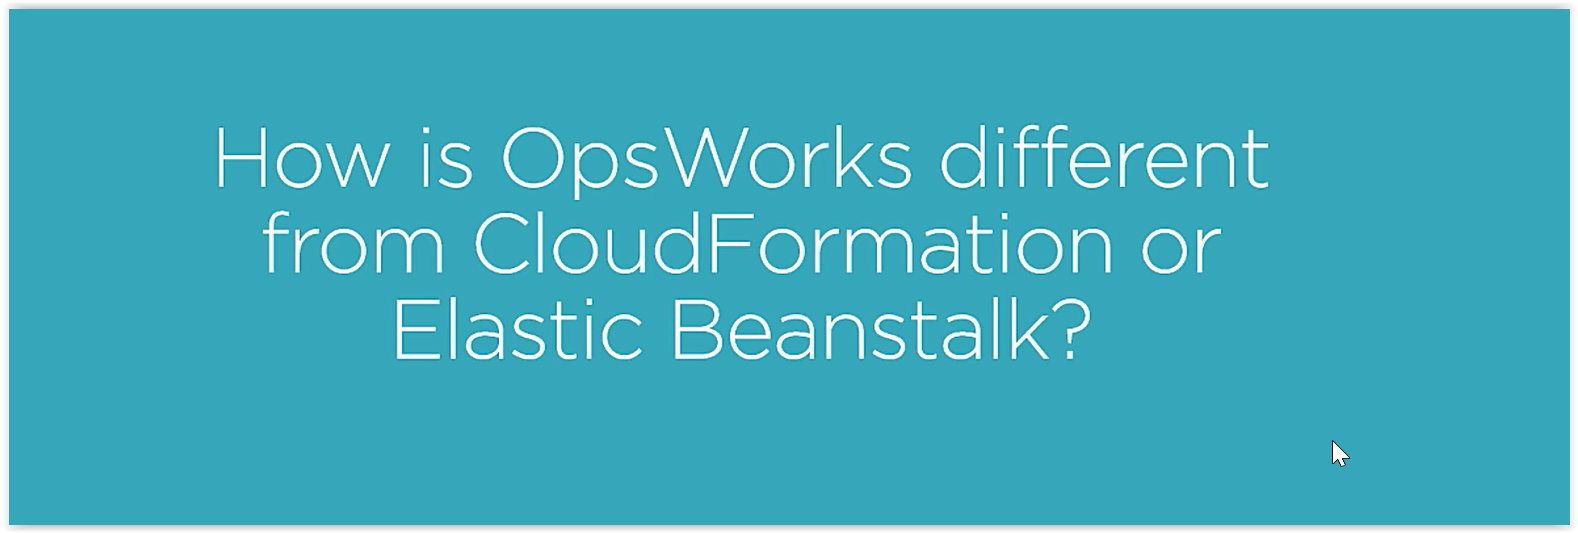 How is OpsWorks different
from CloudFormation or
Elastic Beanstalk?